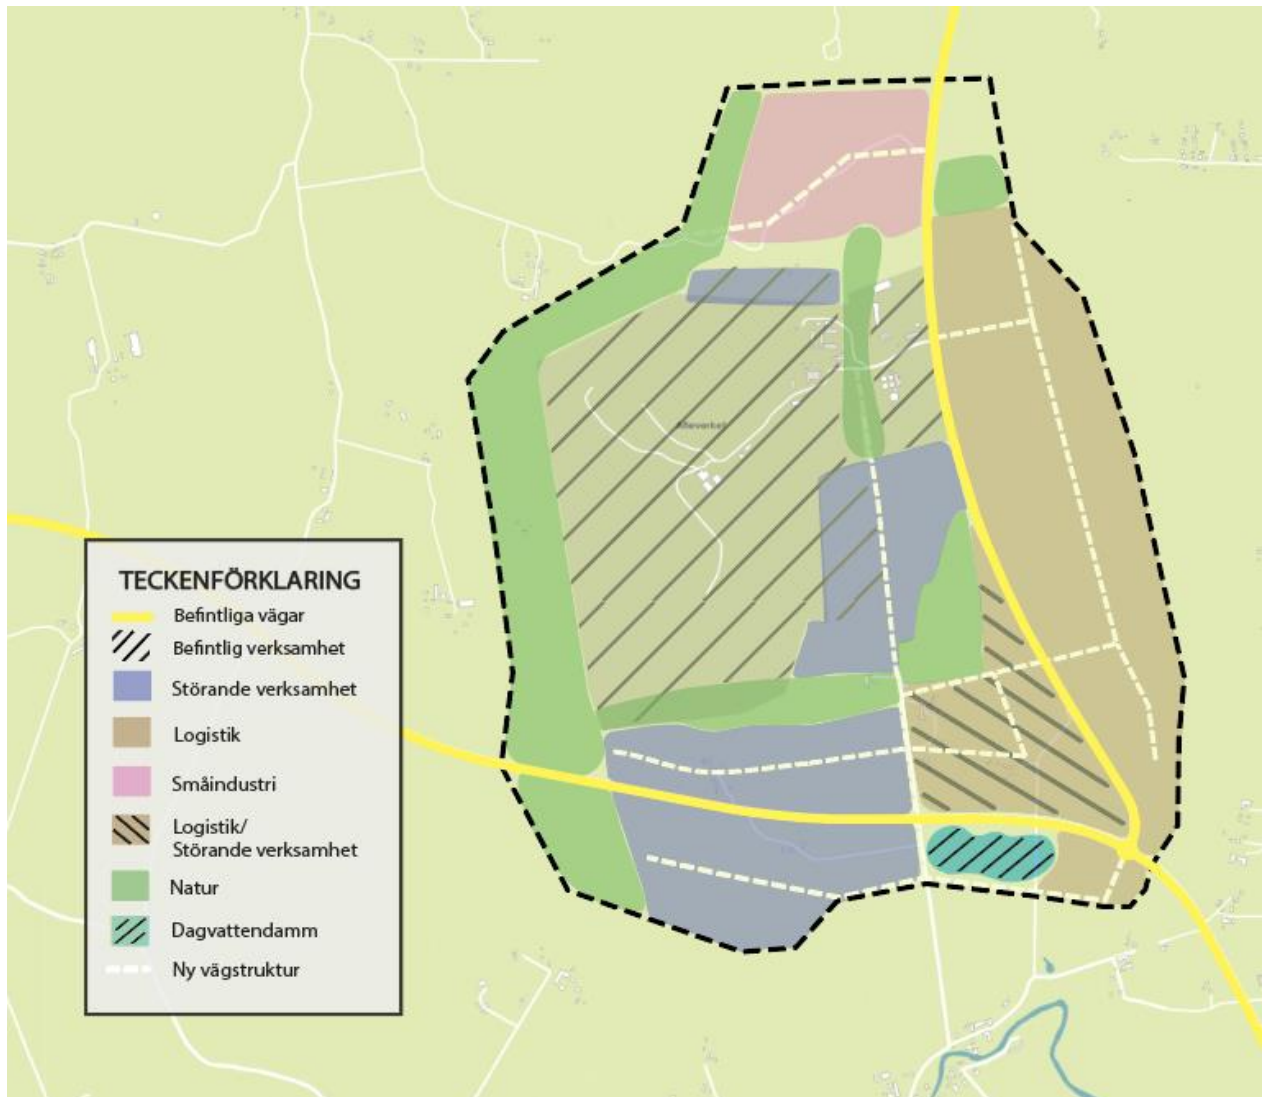 TECKENFÖRKLARING
Befintliga vägar
Befintlig verksamhet
Störande verksamhet
Logistik
Småindustri
Logistik/
Störande verksamhet
Natur
Dagvattendamm
Ny vägstruktur